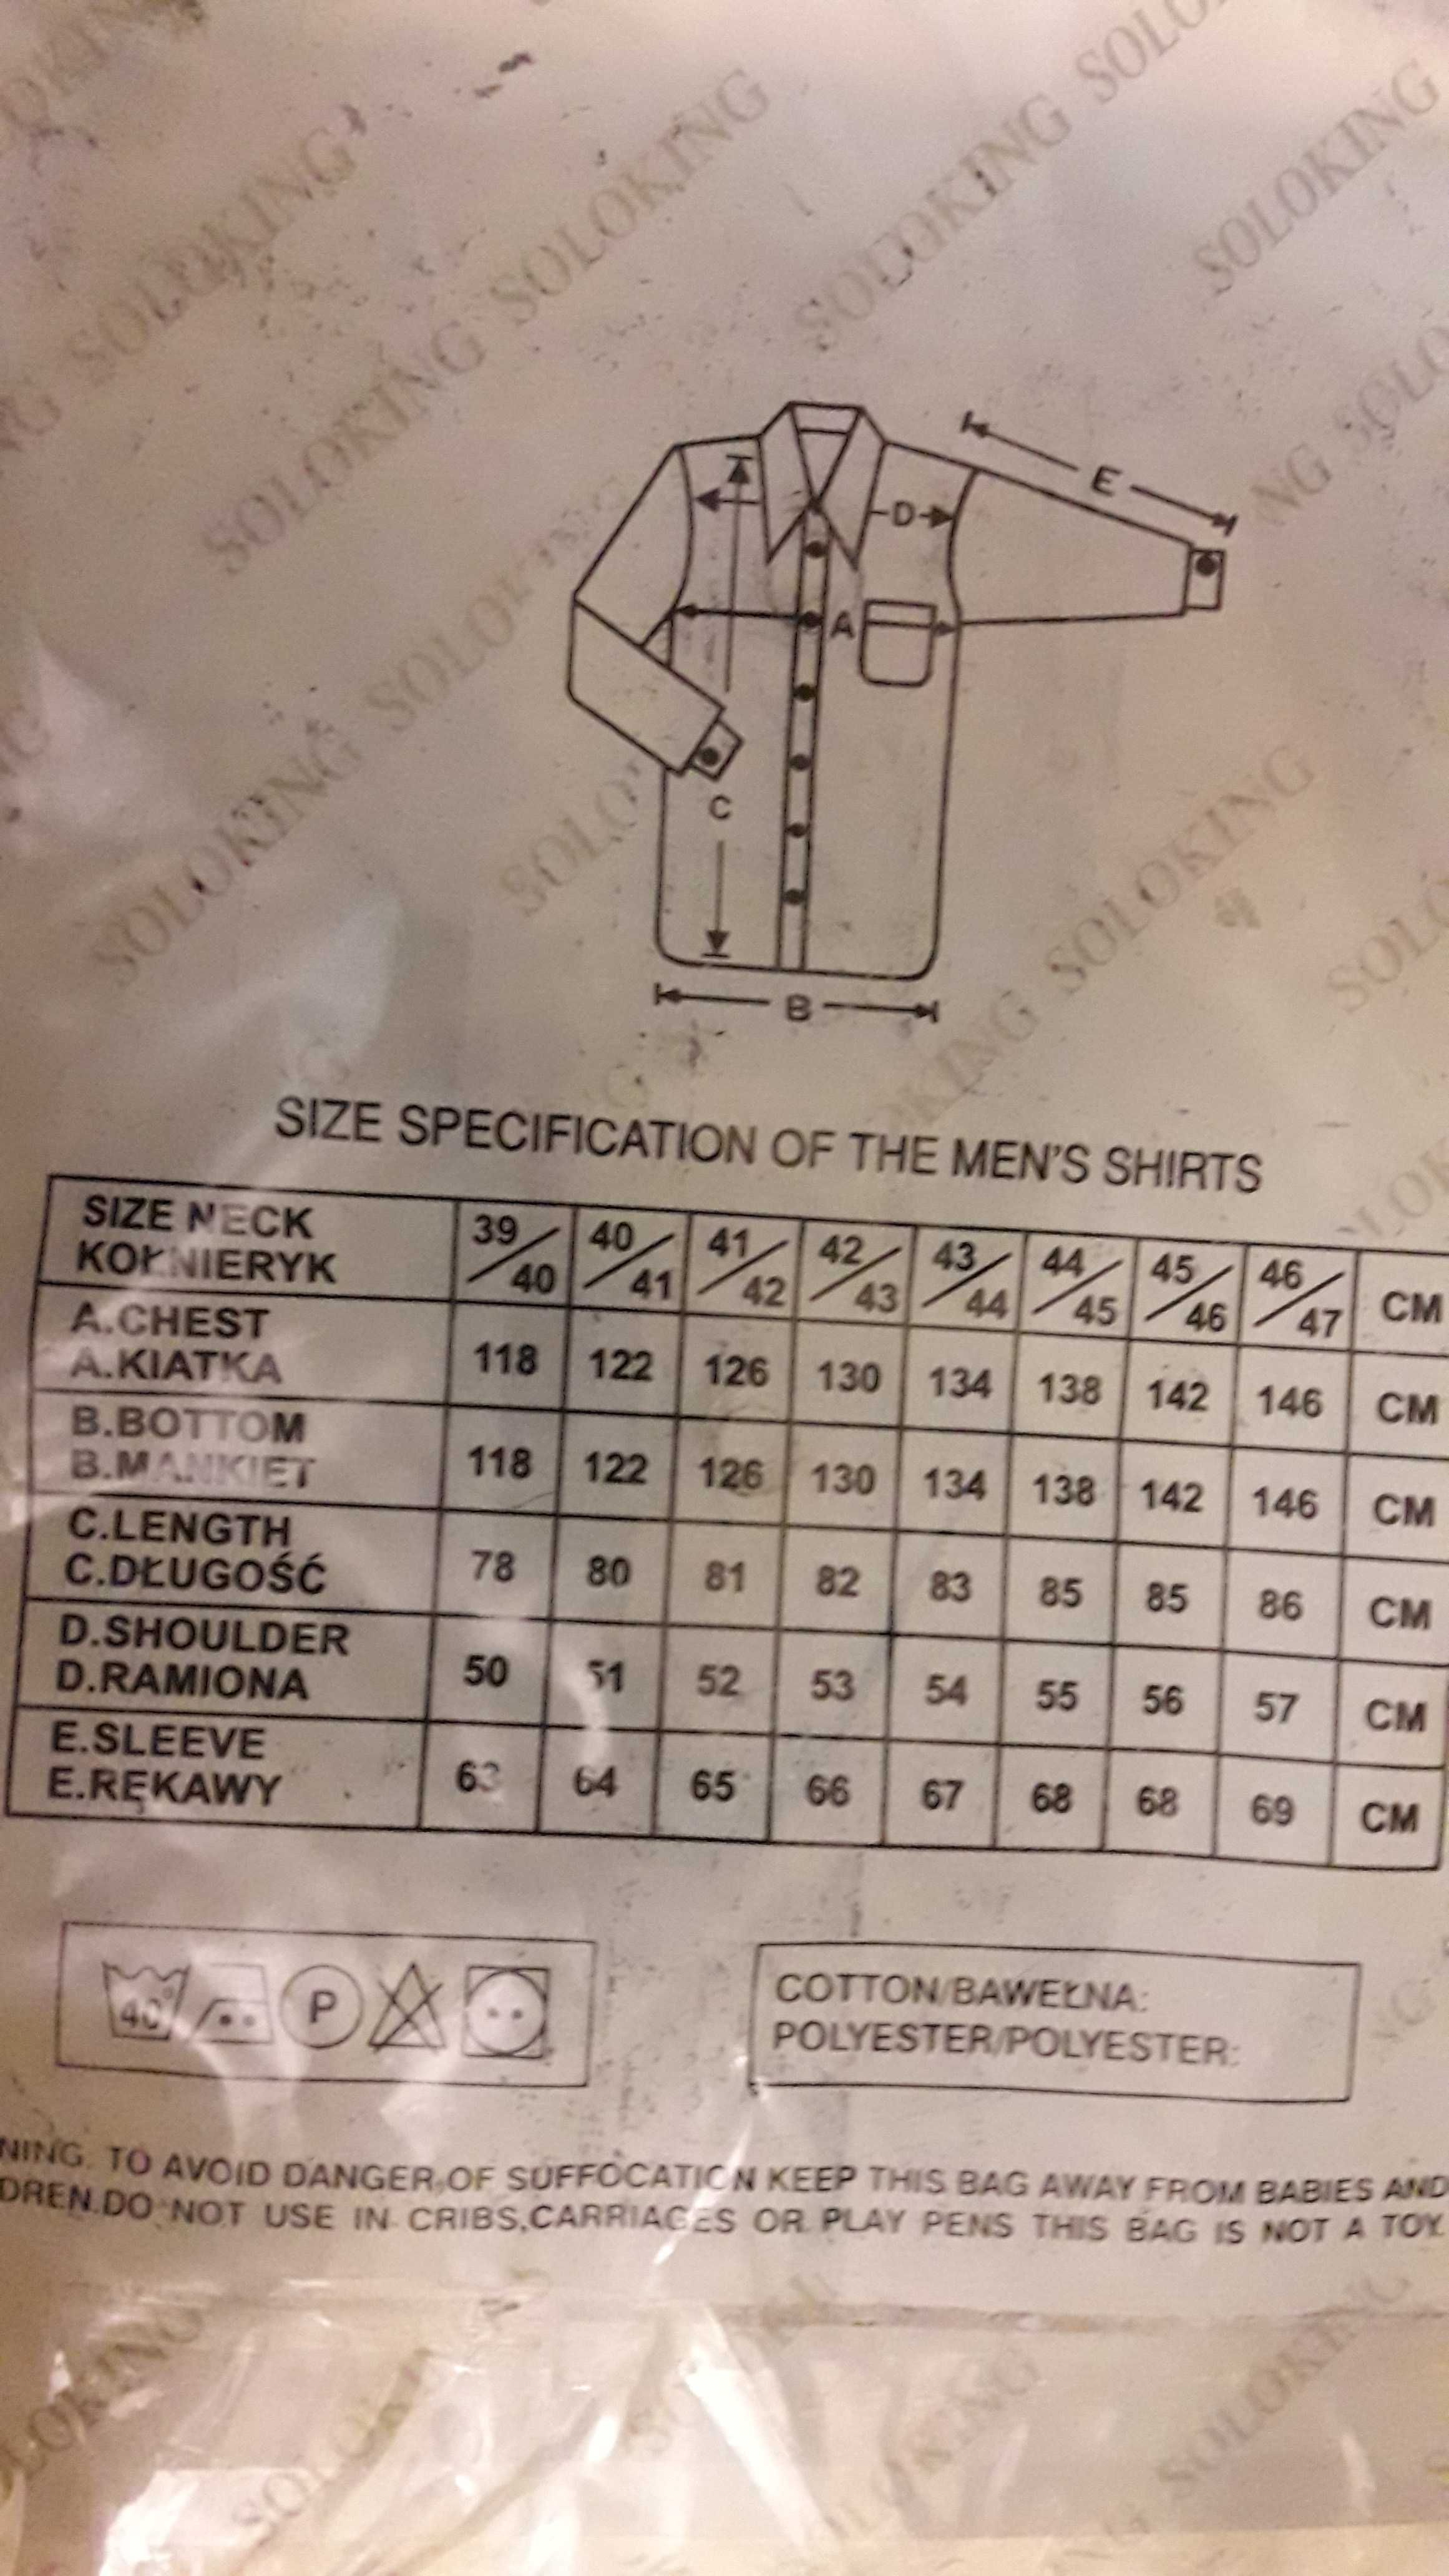 SOLOKING SOLOKING SOLOKING SOLOKING
E
D
A
C
B
SIZE SPECIFICATION OF THE MEN'S SHIRTS
SIZE NECK 39/40 40/41 41/42 42/43 43/44 44/45 45/46 46/47 CM
KOŁNIERYK
A.CHEST 118 122 126 130 134 138 142 146 CM
A.KIATKA
B.BOTTOM 118 122 126 130 134 138 142 146 CM
B.MANKIET
C.LENGTH 78 80 81 82 83 85 85 86 CM
C.DŁUGOŚĆ
D.SHOULDER 50 51 52 53 54 55 56 57 CM
D.RAMIONA
E.SLEEVE 63 64 65 66 67 68 68 69 CM
E.RĘKAWY
40° P
COTTON/BAWEŁNA:
POLYESTER/POLYESTER:
NING. TO AVOID DANGER,OF SUFFOCATION KEEP THIS BAG AWAY FROM BABIES AND
DREN.DO NOT USE IN CRIBS,CARRIAGES OR PLAY PENS THIS BAG IS NOT A TOY.